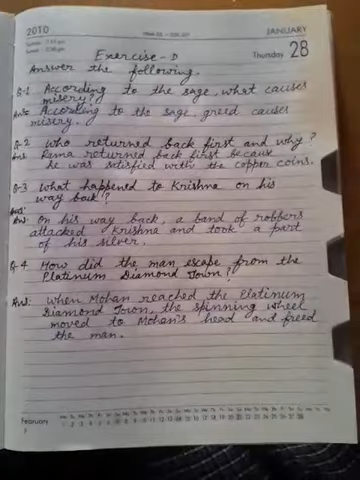 2010
JANUARY
Thursday 28
Exercise-D
Answer the following.
Q.1 According to the sage, what causes
misery?
Ans: According to the sage, greed causes
misery.
Q.2 Who returned back first and why?
Ans: Rama returned back first because
he was satisfied with the copper coins.
Q.3 What happened to Krishna on his
way back?
Ans:
Ans: On his way back, a band of robbers
attacked Krishna and took a part
of his silver.
Q.4 How did the man escape from the
Platinum Diamond Town?
Ans: When Mohan reached the Platinum
Diamond Town, the spinning wheel
moved to Mohan's head and freed
the man.
February